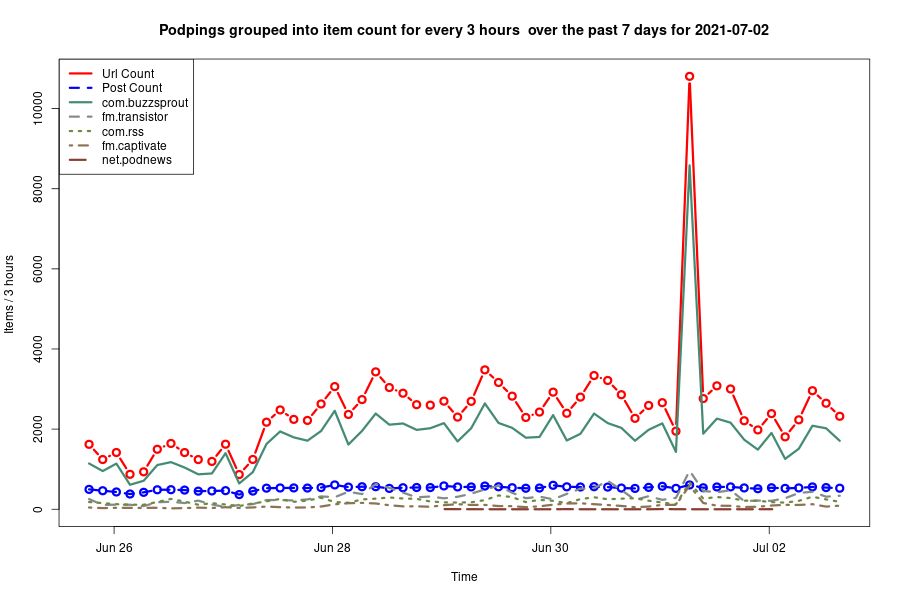 Podpings grouped into item count for every 3 hours  over the past 7 days for 2021-07-02
Url Count
Post Count
com.buzzsprout
fm.transistor
com.rss
fm.captivate
net.podnews
Items / 3 hours
10000
8000
6000
4000
2000
0
Jun 26
Jun 28
Jun 30
Jul 02
Time